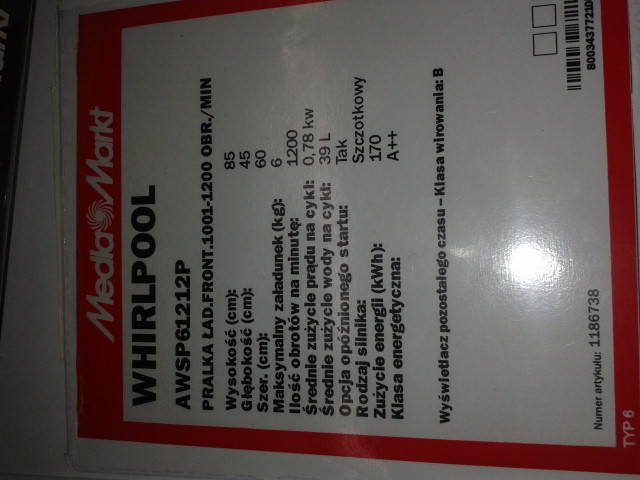 Media Markt
WHIRLPOOL
AWSP61212P
PRALKA ŁAD.FRONT.1001-1200 OBR./MIN
Wysokość (cm): 85
Głębokość (cm): 45
Szer. (cm): 60
Maksymalny załadunek (kg): 6
Ilość obrotów na minutę: 1200
Średnie zużycie prądu na cykl: 0,78 kw
Średnie zużycie wody na cykl: 39 L
Opcja opóźnionego startu: Tak
Rodzaj silnika: Szczotkowy
Zużycie energii (kWh): 170
Klasa energetyczna: A++
Wyświetlacz pozostałego czasu – Klasa wirowania: B
Numer artykułu: 1186738
TYP 6